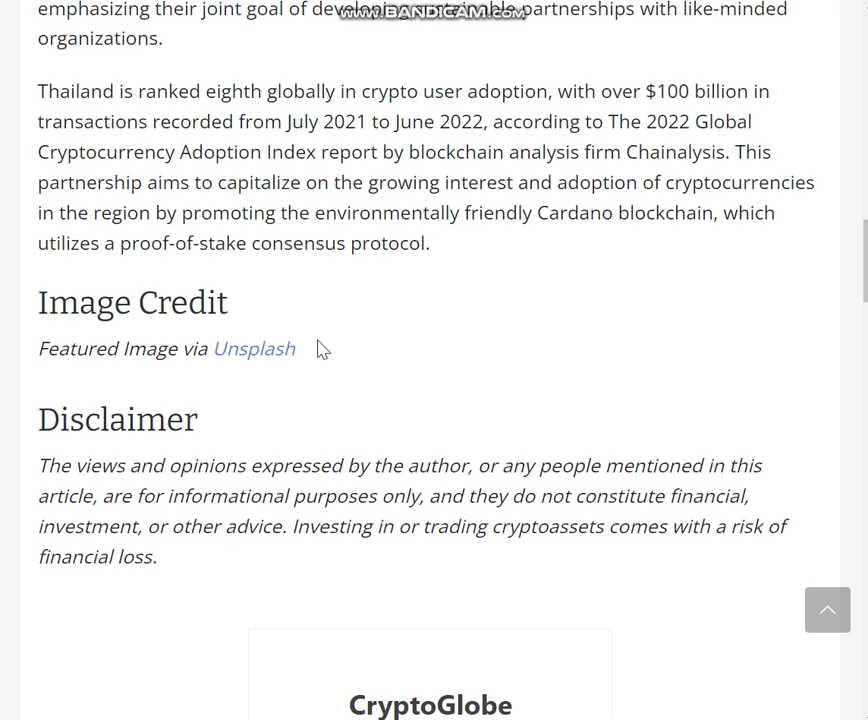 emphasizing their joint goal of partnerships with like-minded
www.BANDICAM.com
organizations.
Thailand is ranked eighth globally in crypto user adoption, with over $100 billion in
transactions recorded from July 2021 to June 2022, according to The 2022 Global
Cryptocurrency Adoption Index report by blockchain analysis firm Chainalysis. This
partnership aims to capitalize on the growing interest and adoption of cryptocurrencies
in the region by promoting the environmentally friendly Cardano blockchain, which
utilizes a proof-of-stake consensus protocol.
Image Credit
Featured Image via Unsplash
Disclaimer
The views and opinions expressed by the author, or any people mentioned in this
article, are for informational purposes only, and they do not constitute financial,
investment, or other advice. Investing in or trading cryptoassets comes with a risk of
financial loss.
CryptoGlobe